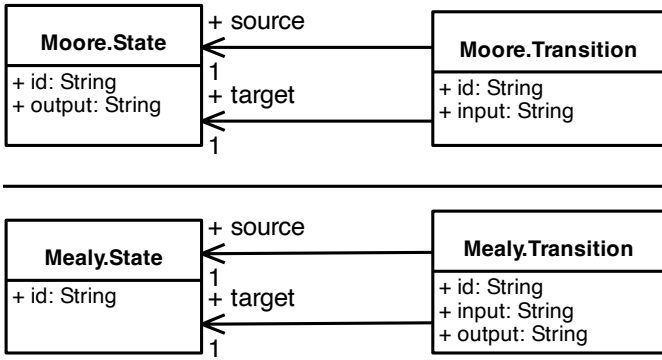 Moore.State
+ id: String
+ output: String
+ source
1
+ target
1
Moore.Transition
+ id: String
+ input: String
Mealy.State
+ id: String
+ source
1
+ target
1
Mealy.Transition
+ id: String
+ input: String
+ output: String